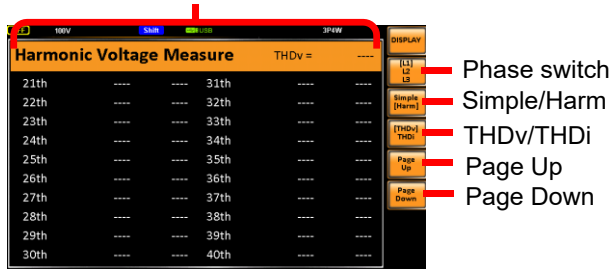 OFF 100V Shift USB 3P4W
DISPLAY
Harmonic Voltage Measure THDv = ----
[L1]
L2
L3
Phase switch
Simple
[Harm]
Simple/Harm
[THDv]
THDi
THDv/THDi
Page
Up
Page Up
Page
Down
Page Down
21th ---- ---- 31th ----
22th ---- ---- 32th ----
23th ---- ---- 33th ----
24th ---- ---- 34th ----
25th ---- ---- 35th ----
26th ---- ---- 36th ----
27th ---- ---- 37th ----
28th ---- ---- 38th ----
29th ---- ---- 39th ----
30th ---- ---- 40th ----